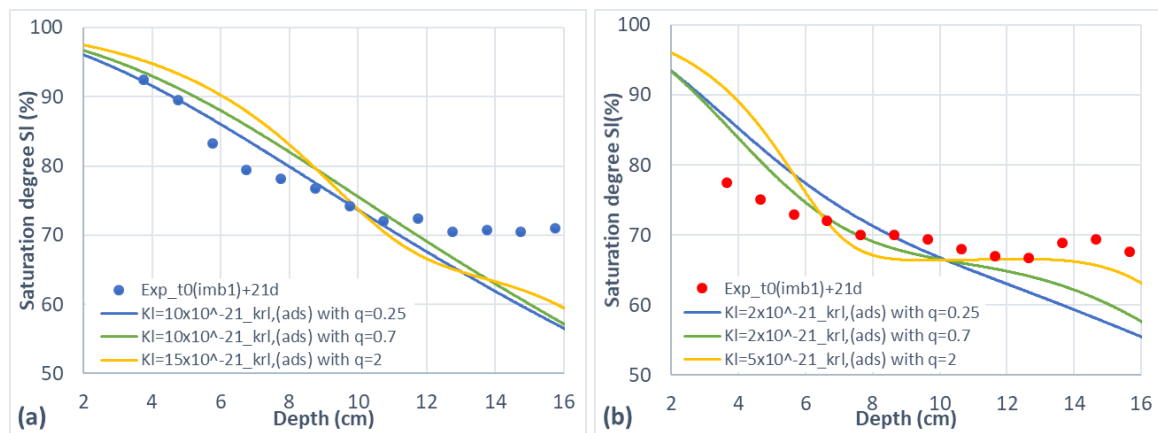 100
90
80
70
60
50
Saturation degree Sl (%)
Exp_t0(imb1)+21d
Kl=10x10^-21_krl,(ads) with q=0.25
Kl=10x10^-21_krl,(ads) with q=0.7
Kl=15x10^-21_krl,(ads) with q=2
2 4 6 8 10 12 14 16
(a)
Depth (cm)
100
90
80
70
60
50
Saturation degree Sl(%)
Exp_t0(imb1)+21d
Kl=2x10^-21_krl,(ads) with q=0.25
Kl=2x10^-21_krl,(ads) with q=0.7
Kl=5x10^-21_krl,(ads) with q=2
2 4 6 8 10 12 14 16
(b)
Depth (cm)